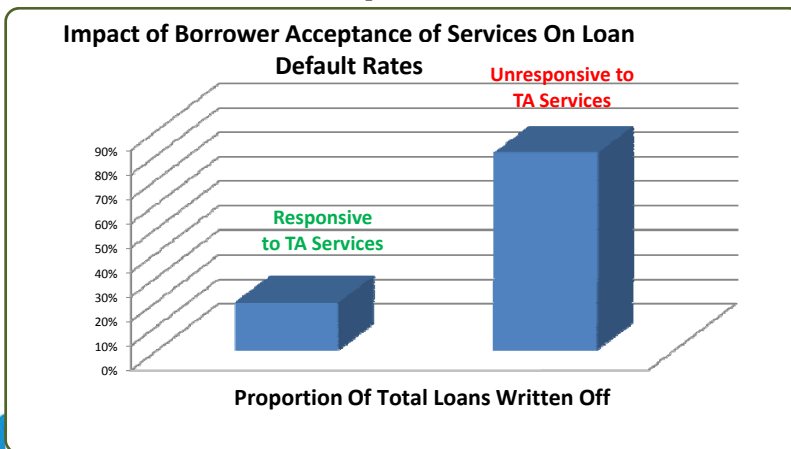 Impact of Borrower Acceptance of Services On Loan
Default Rates
Unresponsive to
TA Services
Responsive
to TA Services
90%
80%
70%
60%
50%
40%
30%
20%
10%
0%
Proportion Of Total Loans Written Off